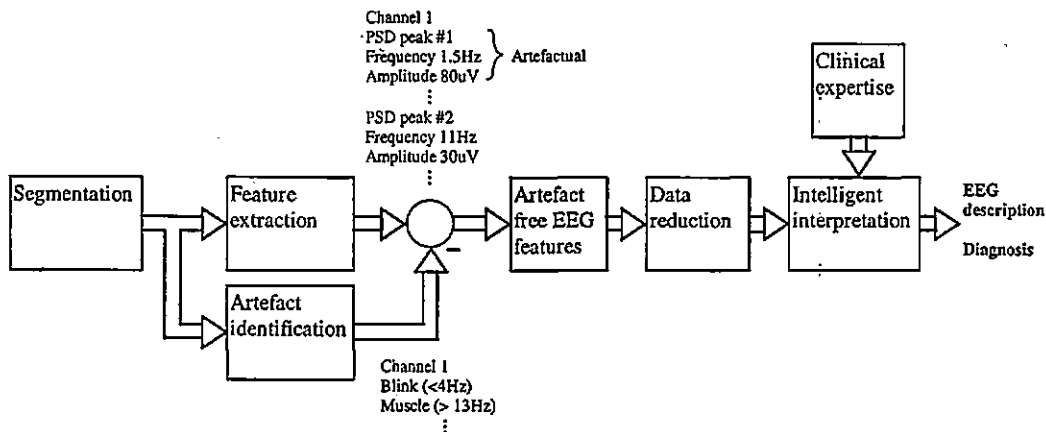 Channel 1
PSD peak #1
Frequency 1.5Hz
Amplitude 80uV
Artefactual
PSD peak #2
Frequency 11Hz
Amplitude 30uV
Clinical
expertise
Segmentation
Feature
extraction
Artefact
free EEG
features
Data
reduction
Intelligent
interpretation
EEG
description
Diagnosis
–
Artefact
identification
Channel 1
Blink (<4Hz)
Muscle (> 13Hz)